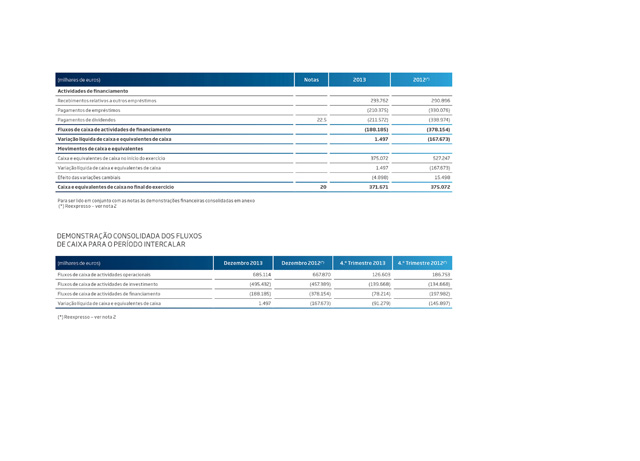 (milhares de euros) Notas 2013 2012(*)
Actividades de financiamento
Recebimentos relativos a outros empréstimos 293.762 290.896
Pagamentos de empréstimos (210.375) (330.076)
Pagamentos de dividendos 22.5 (211.572) (338.974)
Fluxos de caixa de actividades de financiamento (188.185) (378.154)
Variação líquida de caixa e equivalentes de caixa 1.497 (167.673)
Movimentos de caixa e equivalentes
Caixa e equivalentes de caixa no início do exercício 375.072 527.247
Variação líquida de caixa e equivalentes de caixa 1.497 (167.673)
Efeito das variações cambiais (4.898) 15.498
Caixa e equivalentes de caixa no final do exercício 20 371.671 375.072
Para ser lido em conjunto com as notas às demonstrações financeiras consolidadas em anexo
(*) Reexpresso – ver nota 2
DEMONSTRAÇÃO CONSOLIDADA DOS FLUXOS
DE CAIXA PARA O PERÍODO INTERCALAR
(milhares de euros) Dezembro 2013 Dezembro 2012(*) 4.º Trimestre 2013 4.º Trimestre 2012(*)
Fluxos de caixa de actividades operacionais 685.114 667.870 126.603 186.753
Fluxos de caixa de actividades de investimento (495.432) (457.389) (139.668) (134.668)
Fluxos de caixa de actividades de financiamento (188.185) (378.154) (78.214) (197.982)
Variação líquida de caixa e equivalentes de caixa 1.497 (167.673) (91.279) (145.897)
(*) Reexpresso – ver nota 2